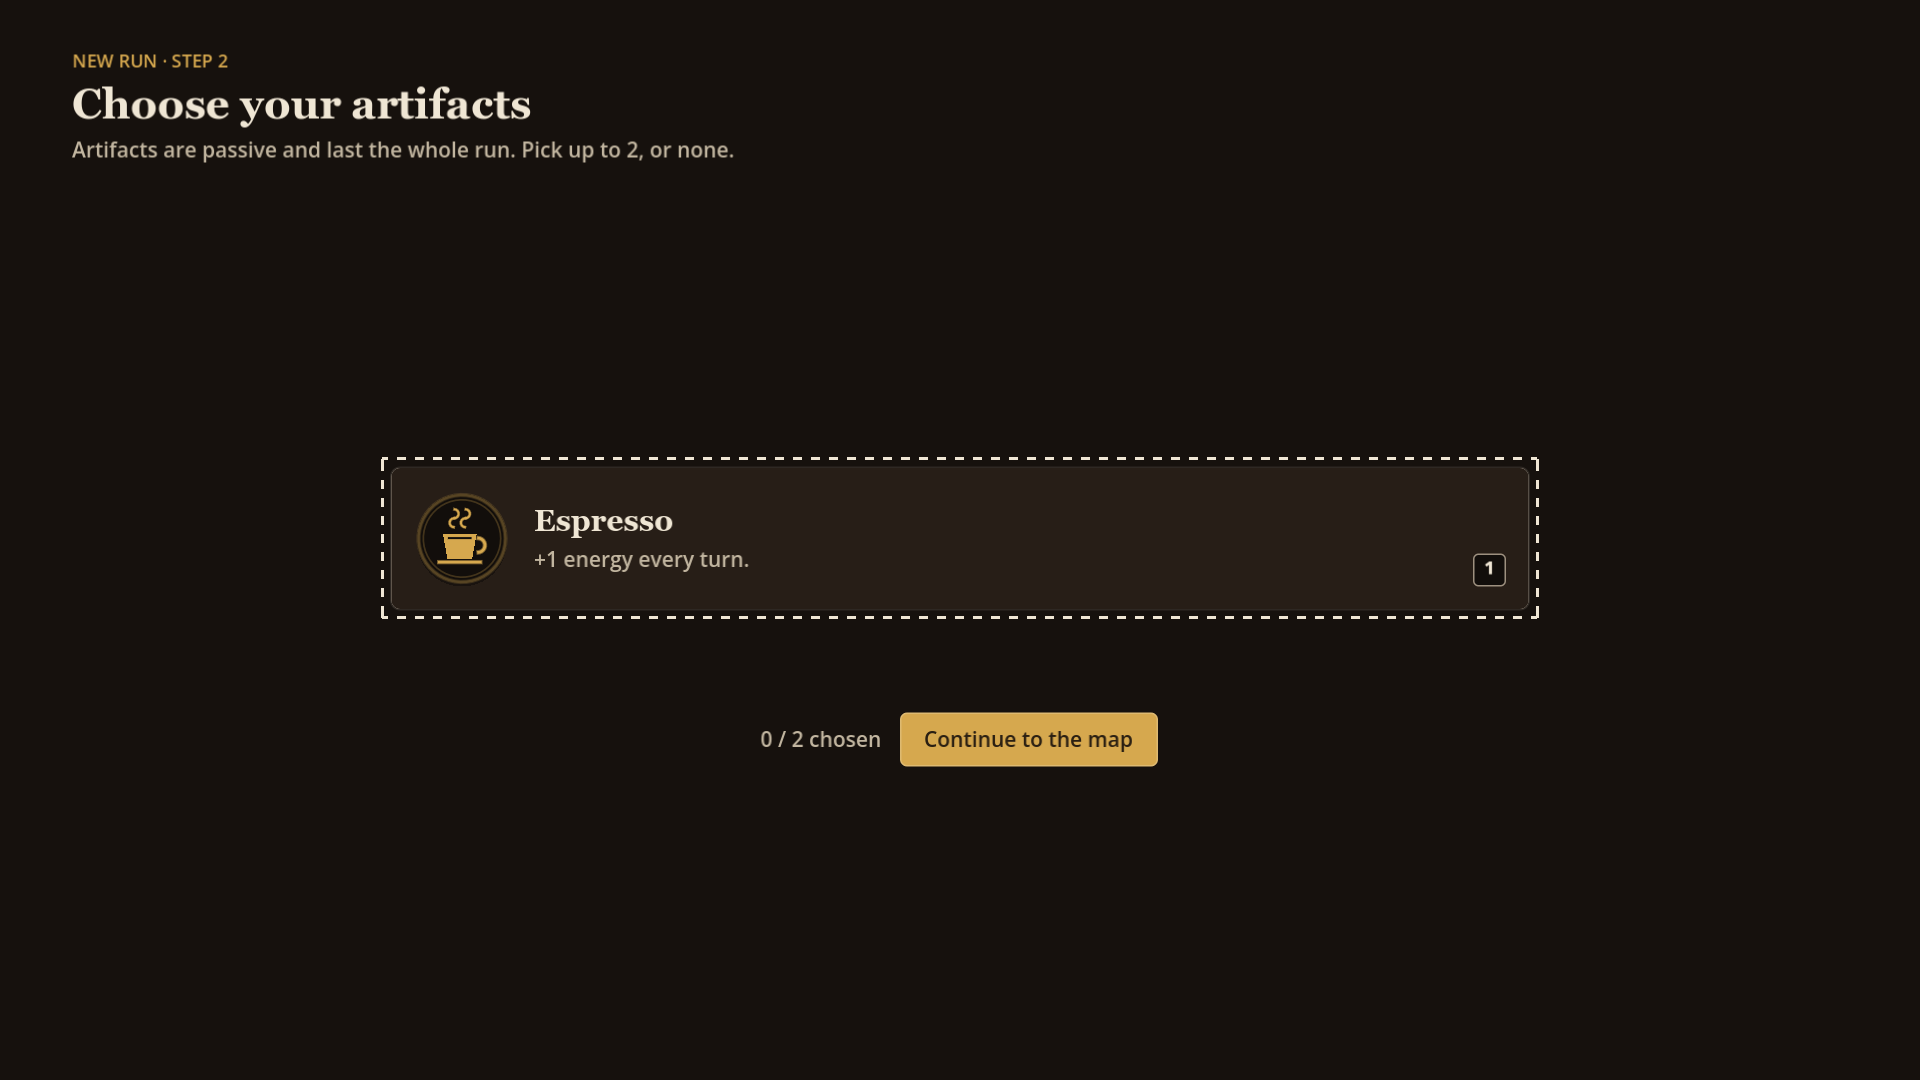 NEW RUN · STEP 2
Choose your artifacts
Artifacts are passive and last the whole run. Pick up to 2, or none.
Espresso
+1 energy every turn.
1
0 / 2 chosen
Continue to the map